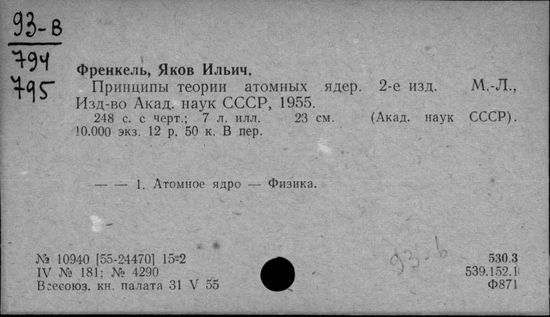 93-в
794
795
Френкель, Яков Ильич.
Принципы теории атомных ядер. 2-е изд. М.-Л.,
Изд-во Акад. наук СССР, 1955.
248 с. с черт.; 7 л. илл. 23 см. (Акад. наук СССР).
10.000 экз. 12 р. 50 к. В пер.
— — 1. Атомное ядро — Физика.
93-в
№ 10940 [55-24470] 15=2 530.3
IV № 181; № 4290 539.152.1
Всесоюз. кн. палата 31 V 55 Ф871